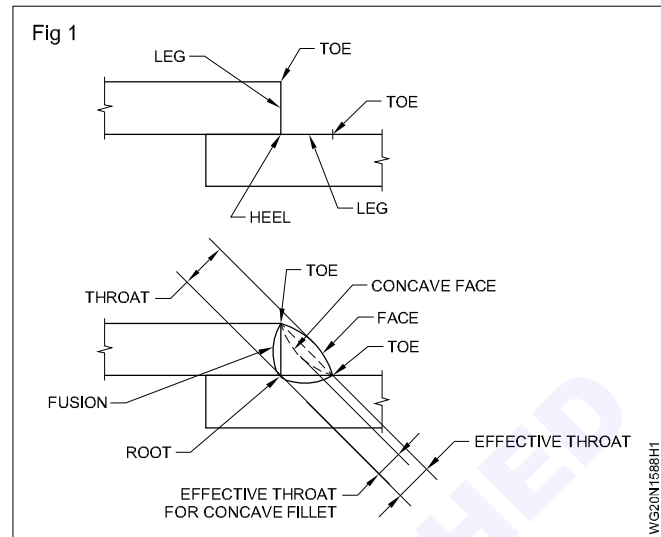 Fig 1
TOE
LEG
TOE
HEEL
LEG
TOE
THROAT
CONCAVE FACE
FACE
TOE
FUSION
ROOT
EFFECTIVE THROAT
EFFECTIVE THROAT
FOR CONCAVE FILLET
WG20N1588H1
HED